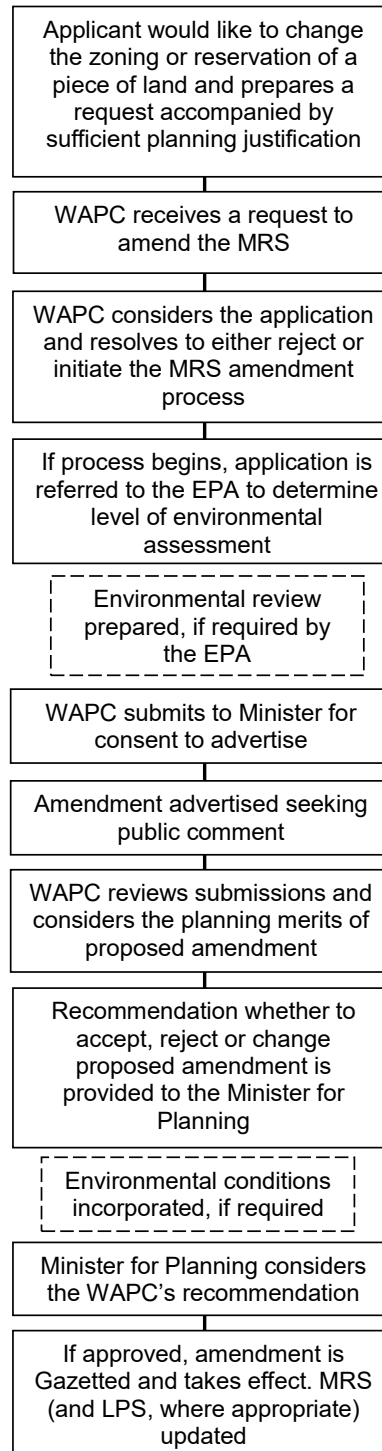 Applicant would like to change
the zoning or reservation of a
piece of land and prepares a
request accompanied by
sufficient planning justification
WAPC receives a request to
amend the MRS
WAPC considers the application
and resolves to either reject or
initiate the MRS amendment
process
If process begins, application is
referred to the EPA to determine
level of environmental
assessment
Environmental review
prepared, if required by
the EPA
WAPC submits to Minister for
consent to advertise
Amendment advertised seeking
public comment
WAPC reviews submissions and
considers the planning merits of
proposed amendment
Recommendation whether to
accept, reject or change
proposed amendment is
provided to the Minister for
Planning
Environmental conditions
incorporated, if required
Minister for Planning considers
the WAPC's recommendation
If approved, amendment is
Gazetted and takes effect. MRS
(and LPS, where appropriate)
updated